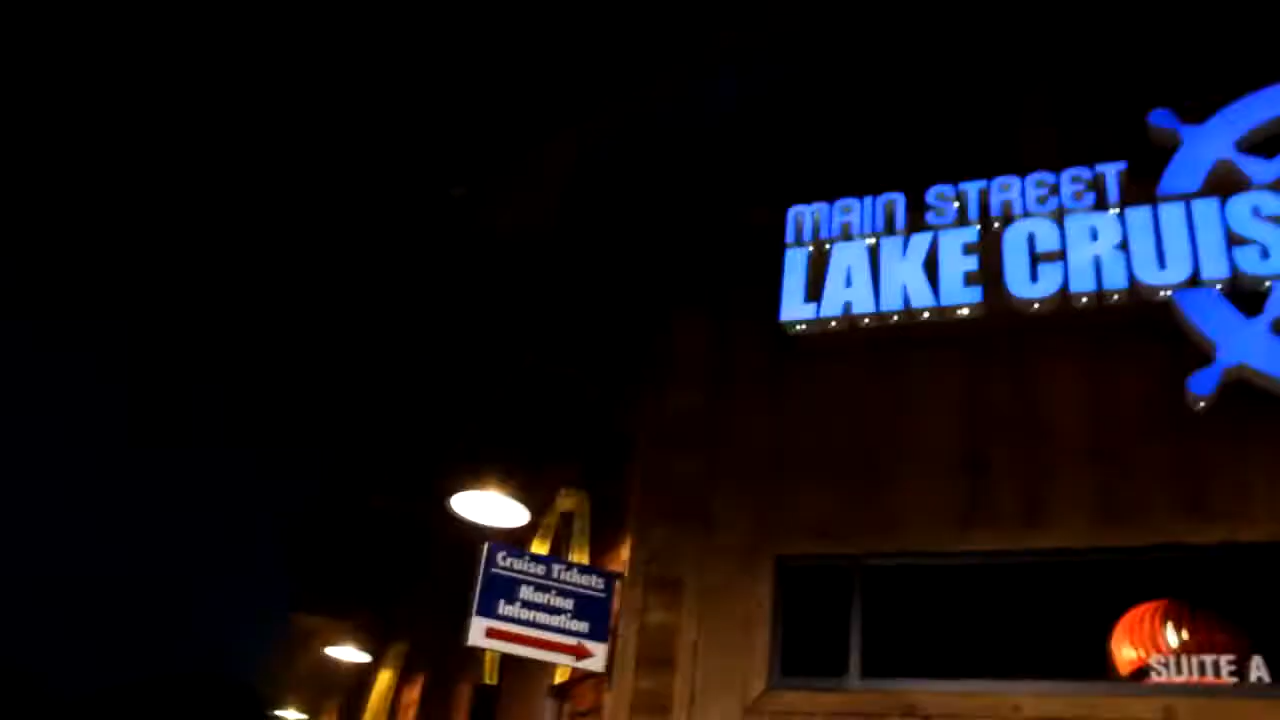 MAIN STREET
LAKE CRUIS
Cruise Tickets
Marina
Information
SUITE A